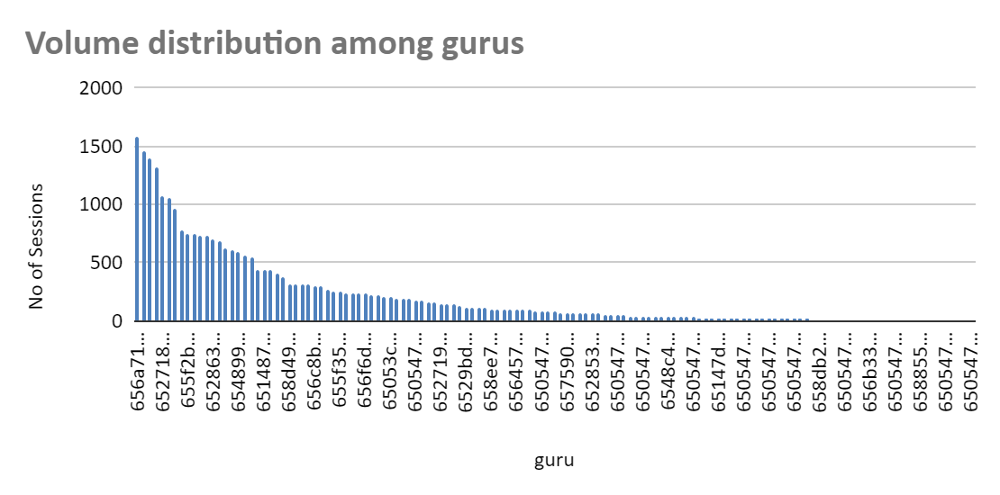 Volume distribution among gurus
2000
1500
1000
500
0
No of Sessions
656a71...
652718...
655f2b...
652863...
654899...
651487...
658d49...
656c8b...
655f35...
656f6d...
65053c...
650547...
652719...
6529bd...
658ee7...
656457...
650547...
657590...
652853...
650547...
650547...
6548c4...
650547...
65147d...
650547...
650547...
650547...
658db2...
650547...
656b33...
650547...
658855...
650547...
650547...
guru